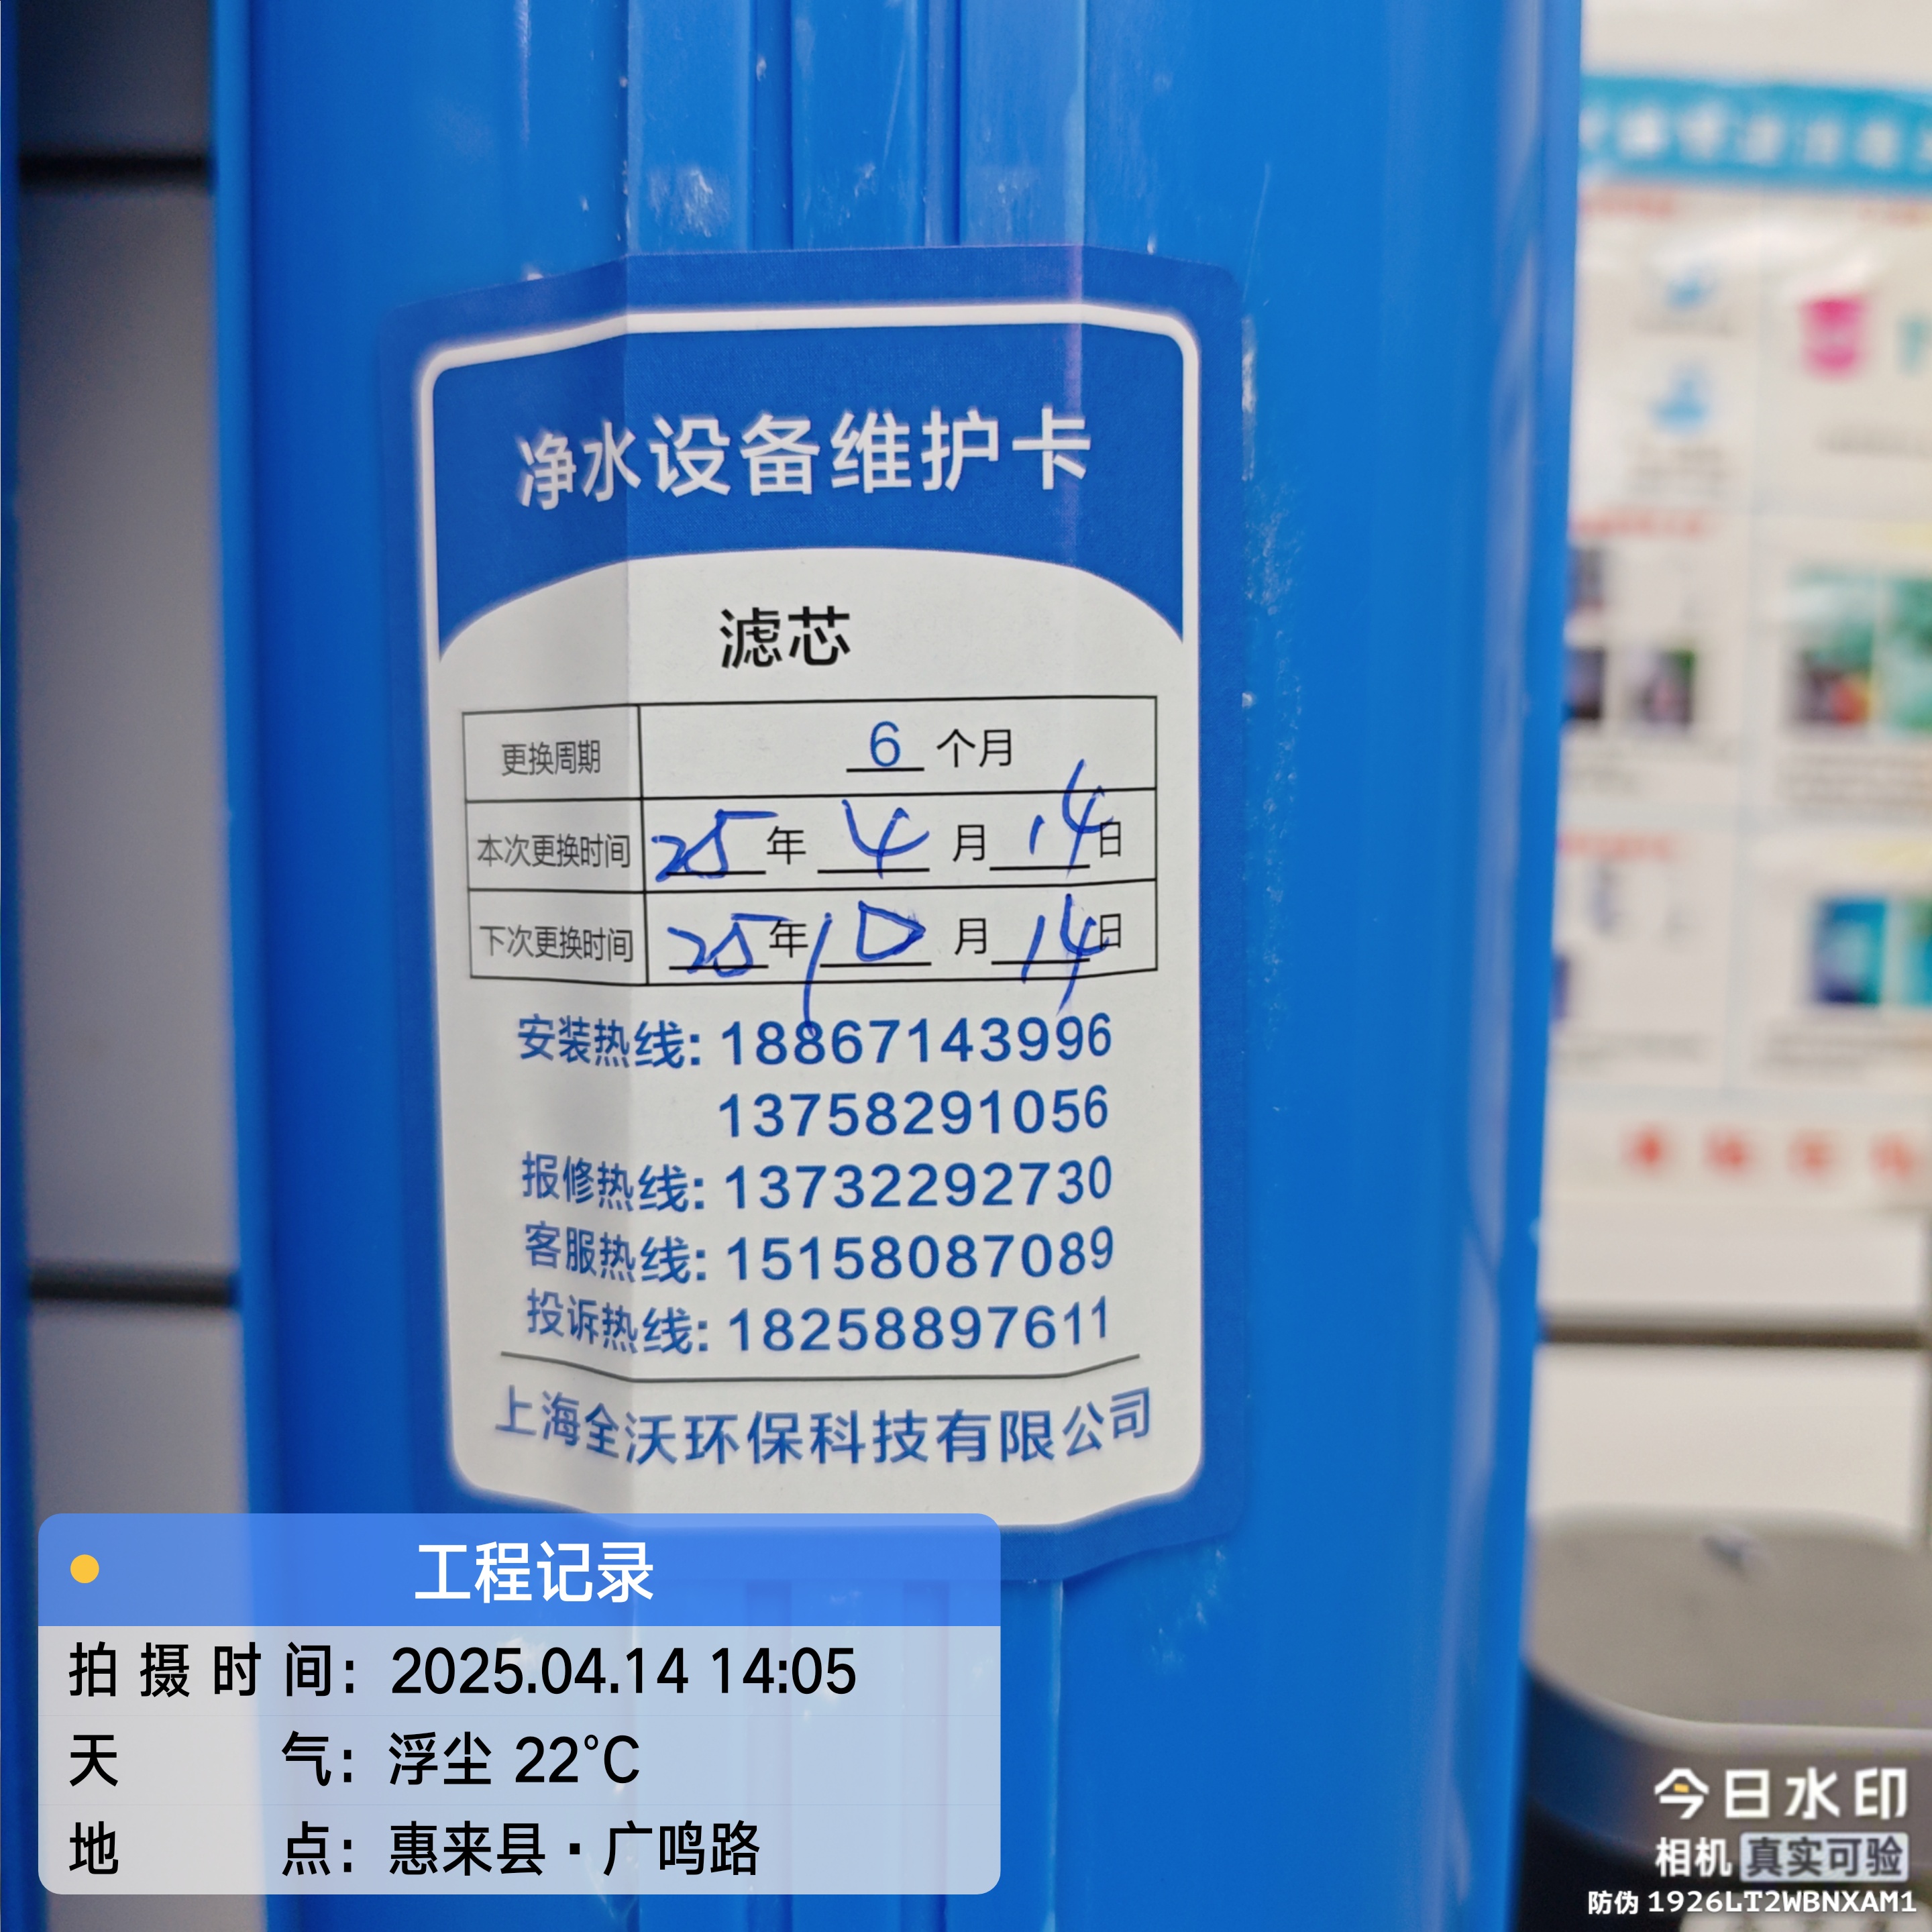 净水设备维护卡
滤芯
更换周期 6 个月
本次更换时间 25 年 4 月 14 日
下次更换时间 25 年 10 月 14 日
安装热线: 18867143996
13758291056
报修热线: 13732292730
客服热线: 15158087089
投诉热线: 18258897611
上海全沃环保科技有限公司
工程记录
拍摄时间: 2025.04.14 14:05
天气: 浮尘 22°C
地点: 惠来县·广鸣路
今日水印
相机 真实可验
防伪 1926LT2WBNXAM1